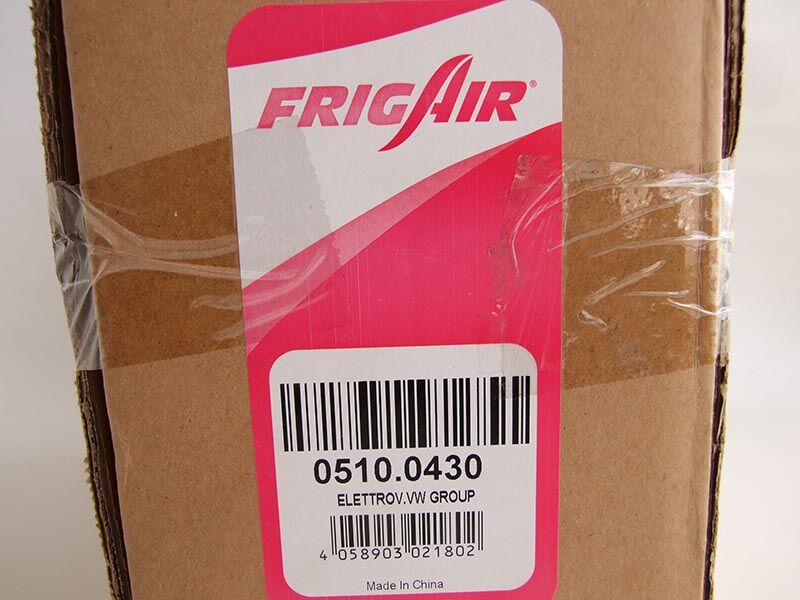 FRIGAIR®
0510.0430
ELETTROV.VW GROUP
4 058903 021802
Made In China